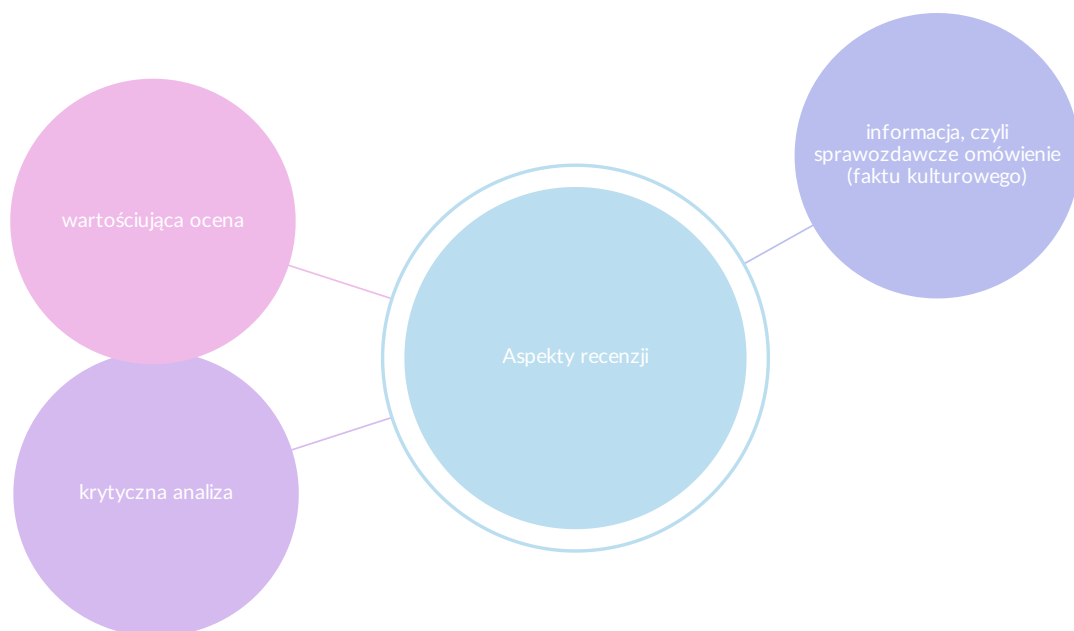 informacja, czyli
sprawozdawcze omówienie
(faktu kulturowego)
wartościująca ocena
Aspekty recenzji
krytyczna analiza